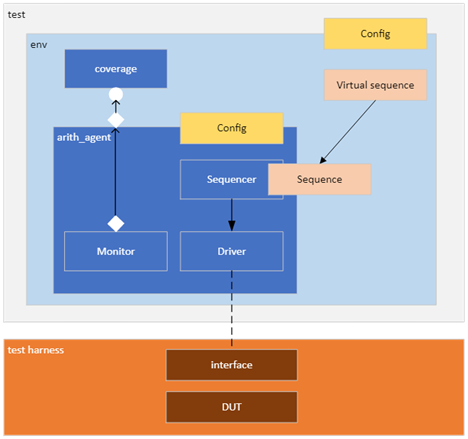 test
Config
env
coverage
Virtual sequence
Config
arith_agent
Sequencer
Sequence
Monitor
Driver
test harness
interface
DUT